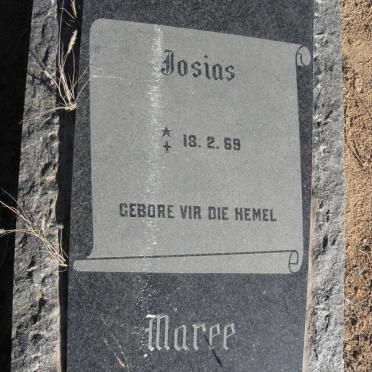 Josias
* 
✝ 18. 2. 69
GEBORE VIR DIE HEMEL
Maree